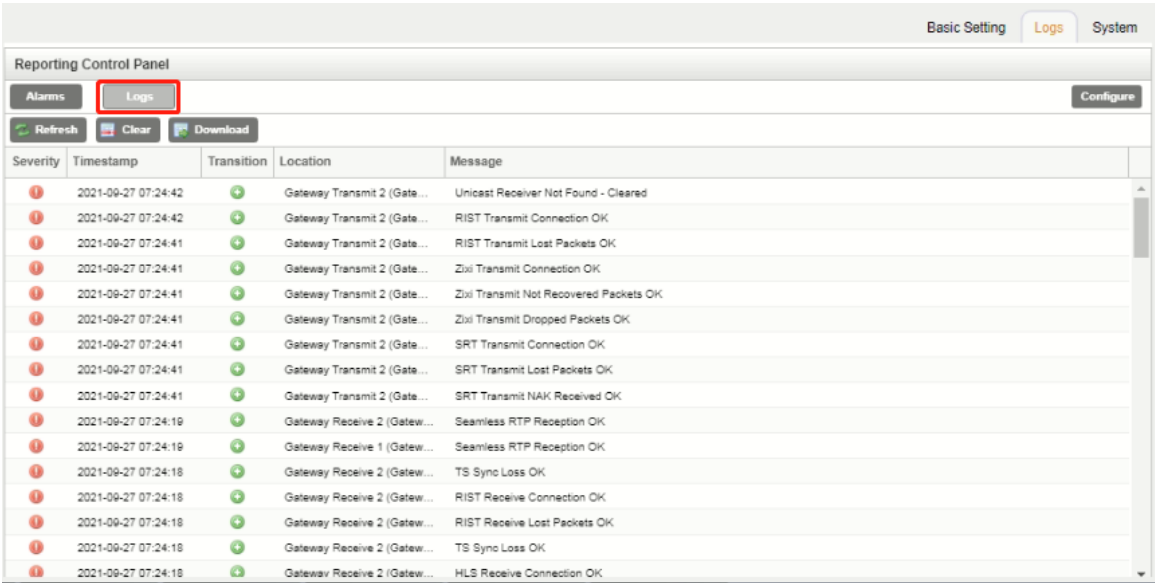 Basic Setting Logs System
Reporting Control Panel
Alarms Logs Configure
Refresh Clear Download
Severity Timestamp Transition Location Message
2021-09-27 07:24:42 Gateway Transmit 2 (Gate... Unicast Receiver Not Found - Cleared
2021-09-27 07:24:42 Gateway Transmit 2 (Gate... RIST Transmit Connection OK
2021-09-27 07:24:41 Gateway Transmit 2 (Gate... RIST Transmit Lost Packets OK
2021-09-27 07:24:41 Gateway Transmit 2 (Gate... Zixi Transmit Connection OK
2021-09-27 07:24:41 Gateway Transmit 2 (Gate... Zixi Transmit Not Recovered Packets OK
2021-09-27 07:24:41 Gateway Transmit 2 (Gate... Zixi Transmit Dropped Packets OK
2021-09-27 07:24:41 Gateway Transmit 2 (Gate... SRT Transmit Connection OK
2021-09-27 07:24:41 Gateway Transmit 2 (Gate... SRT Transmit Lost Packets OK
2021-09-27 07:24:41 Gateway Transmit 2 (Gate... SRT Transmit NAK Received OK
2021-09-27 07:24:19 Gateway Receive 2 (Gatew... Seamless RTP Reception OK
2021-09-27 07:24:19 Gateway Receive 1 (Gatew... Seamless RTP Reception OK
2021-09-27 07:24:18 Gateway Receive 2 (Gatew... TS Sync Loss OK
2021-09-27 07:24:18 Gateway Receive 2 (Gatew... RIST Receive Connection OK
2021-09-27 07:24:18 Gateway Receive 2 (Gatew... RIST Receive Lost Packets OK
2021-09-27 07:24:18 Gateway Receive 2 (Gatew... TS Sync Loss OK
2021-09-27 07:24:18 Gateway Receive 2 (Gatew... HLS Receive Connection OK